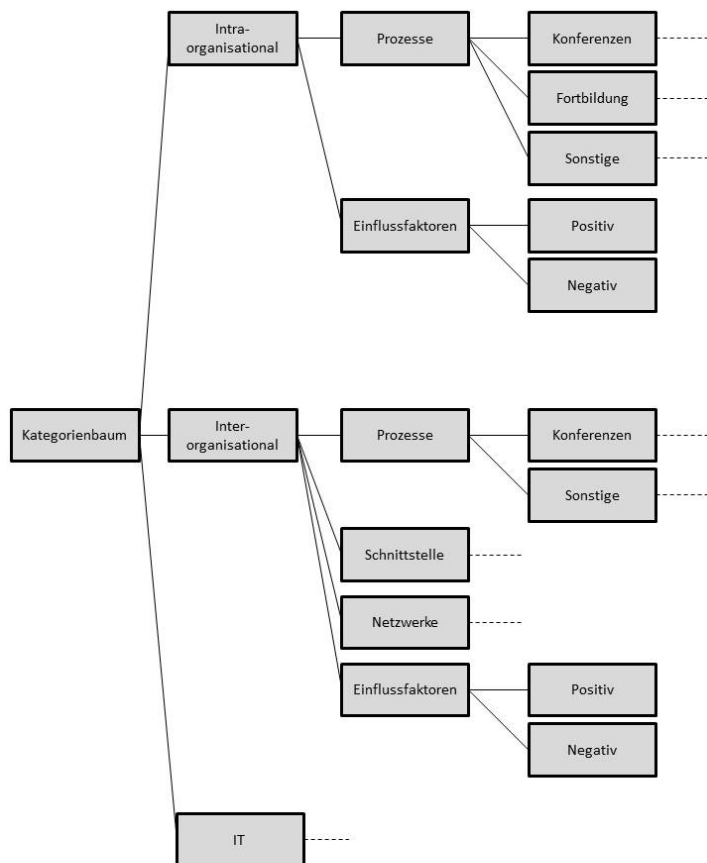 Intra-
organisational
Prozesse
Konferenzen
Fortbildung
Sonstige
Einflussfaktoren
Positiv
Negativ
Kategorienbaum
Inter-
organisational
Prozesse
Konferenzen
Sonstige
Schnittstelle
Netzwerke
Einflussfaktoren
Positiv
Negativ
IT